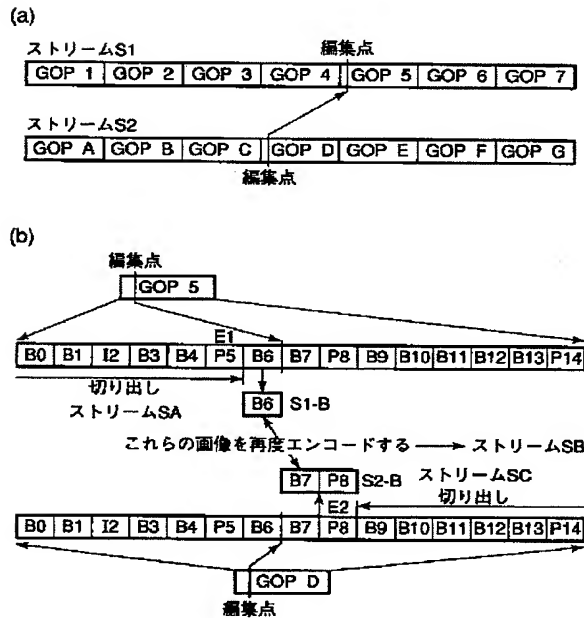 (a)
ストリームS1
編集点
GOP 1 GOP 2 GOP 3 GOP 4 GOP 5 GOP 6 GOP 7
ストリームS2
GOP A GOP B GOP C GOP D GOP E GOP F GOP G
編集点
(b)
編集点
GOP 5
E1
B0 B1 I2 B3 B4 P5 B6 B7 P8 B9 B10 B11 B12 B13 P14
切り出し
ストリームSA
B6 S1-B
これらの画像を再度エンコードする ストリームSB
B7 P8 S2-B
ストリームSC
切り出し
E2
B0 B1 I2 B3 B4 P5 B6 B7 P8 B9 B10 B11 B12 B13 P14
GOP D
編集点